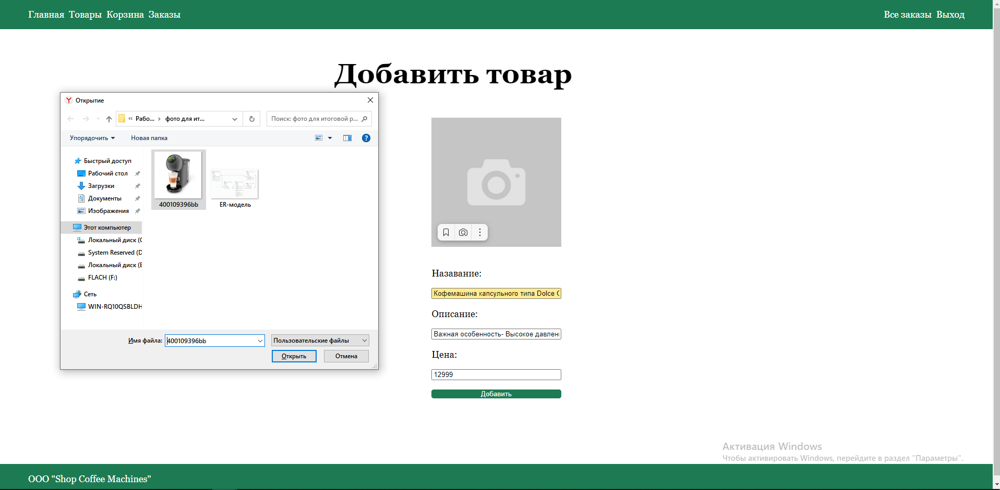 Главная Товары Корзина Заказы
Все заказы Выход
Добавить товар
Открытие
« Рабо... › фото для ит...
Поиск: фото для итоговой р...
Упорядочить
Новая папка
Быстрый доступ
Рабочий стол
Загрузки
Документы
Изображения
Этот компьютер
Локальный диск (C
System Reserved (D
Локальный диск (E
FLACH (F:)
Сеть
WIN-RQ10QSBLDH
400109396bb
ER-модель
Имя файла:
400109396bb
Пользовательские файлы
Открыть
Отмена
Назавание:
Кофемашина капсульного типа Dolce G
Описание:
Важная особенность- Высокое давлен
Цена:
12999
Добавить
Активация Windows
Чтобы активировать Windows, перейдите в раздел "Параметры".
ООО "Shop Coffee Machines"